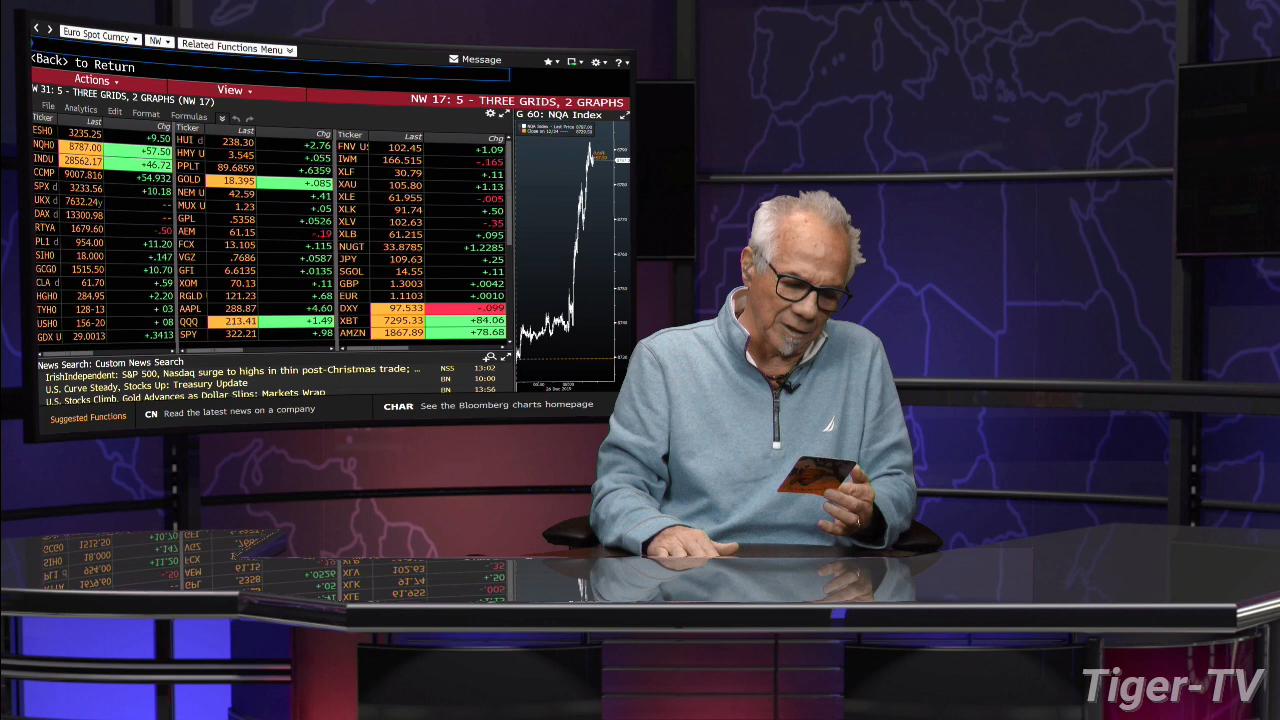 Euro Spot Curncy NW Related Functions Menu
Message
<Back> to Return
Actions View NW 17: 5 - THREE GRIDS, 2 GRAPHS
W 31: 5 - THREE GRIDS, 2 GRAPHS (NW 17)
File Analytics Edit Format Formulas
G 60: NQA Index
Ticker Last Chg Ticker Last Chg Ticker Last Chg
ESH0 3235.25 +9.50 HUI d 238.30 +2.76 FNV US 102.45 +1.09
NQH0 8787.00 +57.50 HMY U 3.545 +.055 IWM 166.515 -.165
INDU 28562.17 +46.72 PPLT 89.6859 +.6359 XLF 30.79 +.11
CCMP 9007.816 +54.932 GOLD 18.395 +.085 XAU 105.80 +1.13
SPX d 3233.56 +10.18 NEM U 42.59 +.41 XLE 61.955 -.005
UKX d 7632.24y -- MUX U 1.23 +.05 XLK 91.74 +.50
DAX d 13300.98 -- GPL .5358 +.0526 XLV 102.63 -.35
RTYA 1679.60 -.50 AEM 61.15 -.19 XLB 61.215 +.095
PL1 d 954.00 +11.20 FCX 13.105 +.115 NUGT 33.8785 +1.2285
SIH0 18.000 +.147 VGZ .7686 +.0587 JPY 109.63 +.25
GCG0 1515.50 +10.70 GFI 6.6135 +.0135 SGOL 14.55 +.11
CLA d 61.70 +.59 XOM 70.13 +.11 GBP 1.3003 +.0042
HGH0 284.95 +2.20 RGLD 121.23 +.68 EUR 1.1103 +.0010
TYH0 128-13 + 03 AAPL 288.87 +4.60 DXY 97.533 -.099
USH0 156-20 + 08 QQQ 213.41 +1.49 XBT 7295.33 +84.06
GDX U 29.0013 +.3413 SPY 322.21 +.98 AMZN 1867.89 +78.68
News Search: Custom News Search
IrishIndependent: S&P 500, Nasdaq surge to highs in thin post-Christmas trade; ... NS5 13:02
U.S. Curve Steady, Stocks Up: Treasury Update BN 10:00
U.S. Stocks Climb, Gold Advances as Dollar Slips: Markets Wrap BN 13:56
Suggested Functions CN Read the latest news on a company CHAR See the Bloomberg charts homepage
Tiger-TV